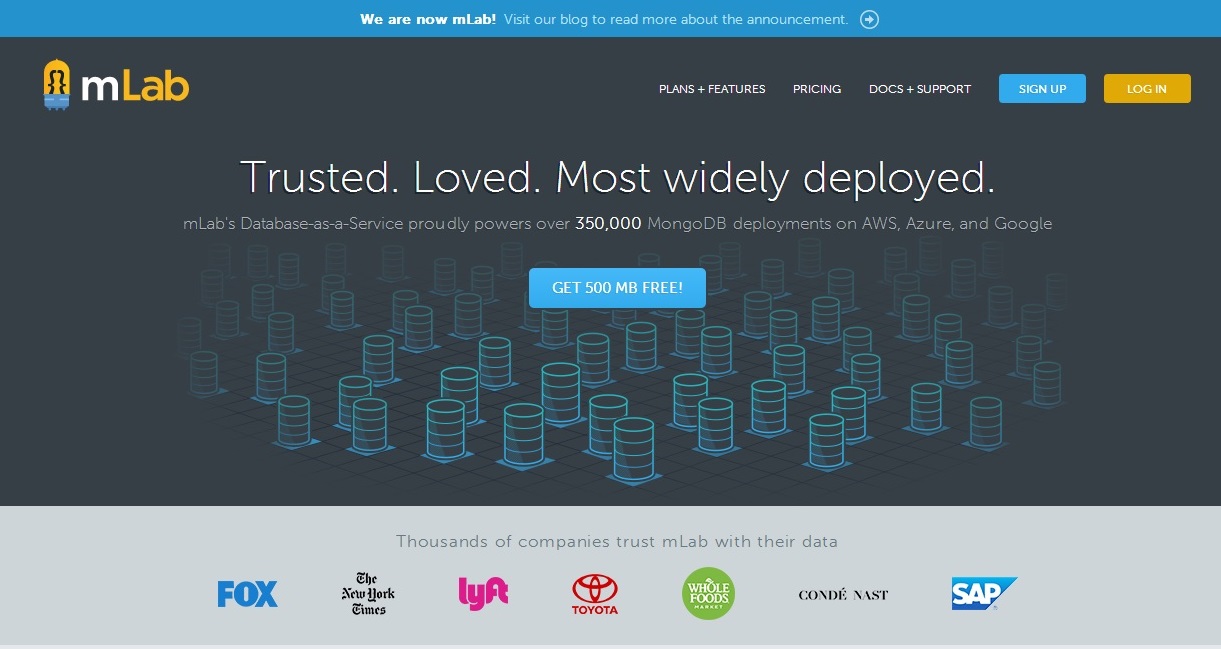 We are now mLab! Visit our blog to read more about the announcement.
mLab
PLANS + FEATURES PRICING DOCS + SUPPORT SIGN UP LOG IN
Trusted. Loved. Most widely deployed.
mLab's Database-as-a-Service proudly powers over 350,000 MongoDB deployments on AWS, Azure, and Google
GET 500 MB FREE!
Thousands of companies trust mLab with their data
FOX
The
New York
Times
lyft
TOYOTA
WHOLE
FOODS
MARKET
CONDÉ NAST
SAP